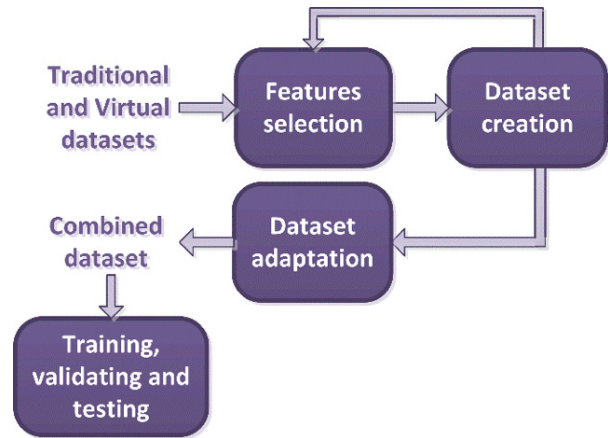 Traditional
and Virtual
datasets
Features
selection
Dataset
creation
Combined
dataset
Dataset
adaptation
Training,
validating and
testing